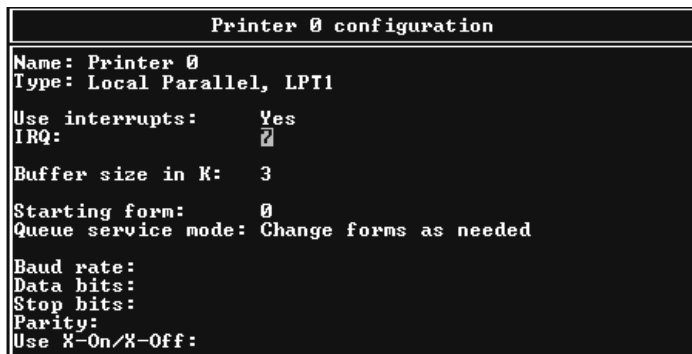 Printer 0 configuration
Name: Printer 0
Type: Local Parallel, LPT1
Use interrupts: Yes
IRQ: 7
Buffer size in K: 3
Starting form: 0
Queue service mode: Change forms as needed
Baud rate:
Data bits:
Stop bits:
Parity:
Use X-On/X-Off: